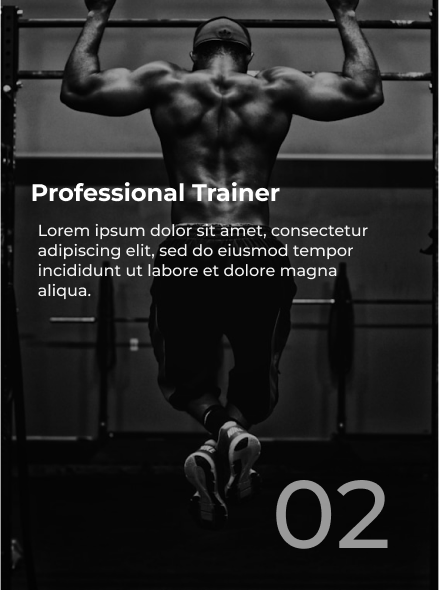 Professional Trainer
Lorem ipsum dolor sit amet, consectetur
adipiscing elit, sed do eiusmod tempor
incididunt ut labore et dolore magna
aliqua.
02